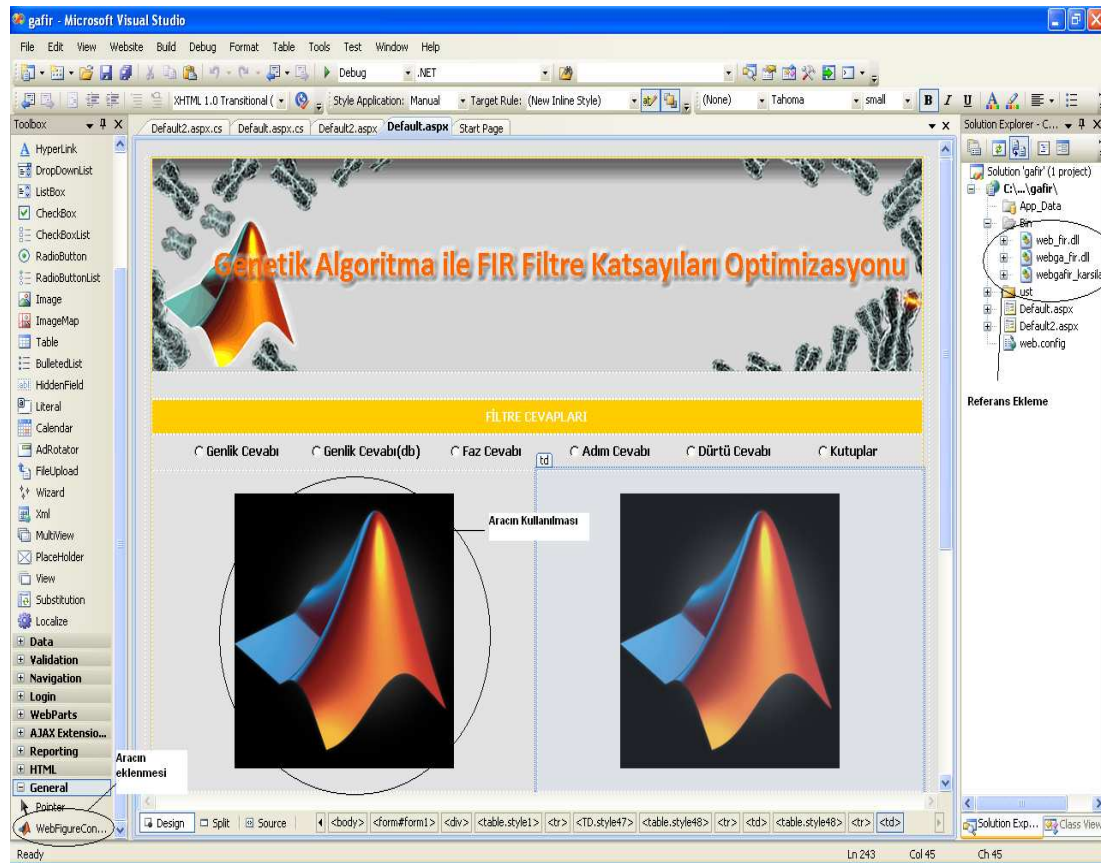 gafir - Microsoft Visual Studio
File Edit View Website Build Debug Format Table Tools Test Window Help
Debug .NET
XHTML 1.0 Transitional ( Style Application: Manual Target Rule: (New Inline Style) (None) Tahoma small B I U
Toolbox
Default2.aspx.cs Default.aspx.cs Default2.aspx Default.aspx Start Page
Solution Explorer - C...
HyperLink
DropDownList
ListBox
CheckBox
CheckBoxList
RadioButton
RadioButtonList
Image
ImageMap
Table
BulletedList
HiddenField
Literal
Calendar
AdRotator
FileUpload
Wizard
Xml
MultiView
PlaceHolder
View
Substitution
Localize
Data
Validation
Navigation
Login
WebParts
AJAX Extensio...
Reporting
HTML
General
Pointer
WebFigureCon...
Aracın
eklenmesi
Genetik Algoritma ile FIR Filtre Katsayıları Optimizasyonu
FİLTRE CEVAPLARI
Genlik Cevabı Genlik Cevabı(db) Faz Cevabı Adım Cevabı Dürtü Cevabı Kutuplar
td
Aracın Kullanılması
Solution 'gafir' (1 project)
C:\...\gafir\
App_Data
Bin
web_fir.dll
webga_fir.dll
webgafir_karsila
ust
Default.aspx
Default2.aspx
web.config
Referans Ekleme
Design Split Source <body> <form#form1> <div> <table.style1> <tr> <TD.style47> <table.style48> <tr> <td> <table.style48> <tr> <td>
Solution Exp... Class View
Ready Ln 243 Col 45 Ch 45